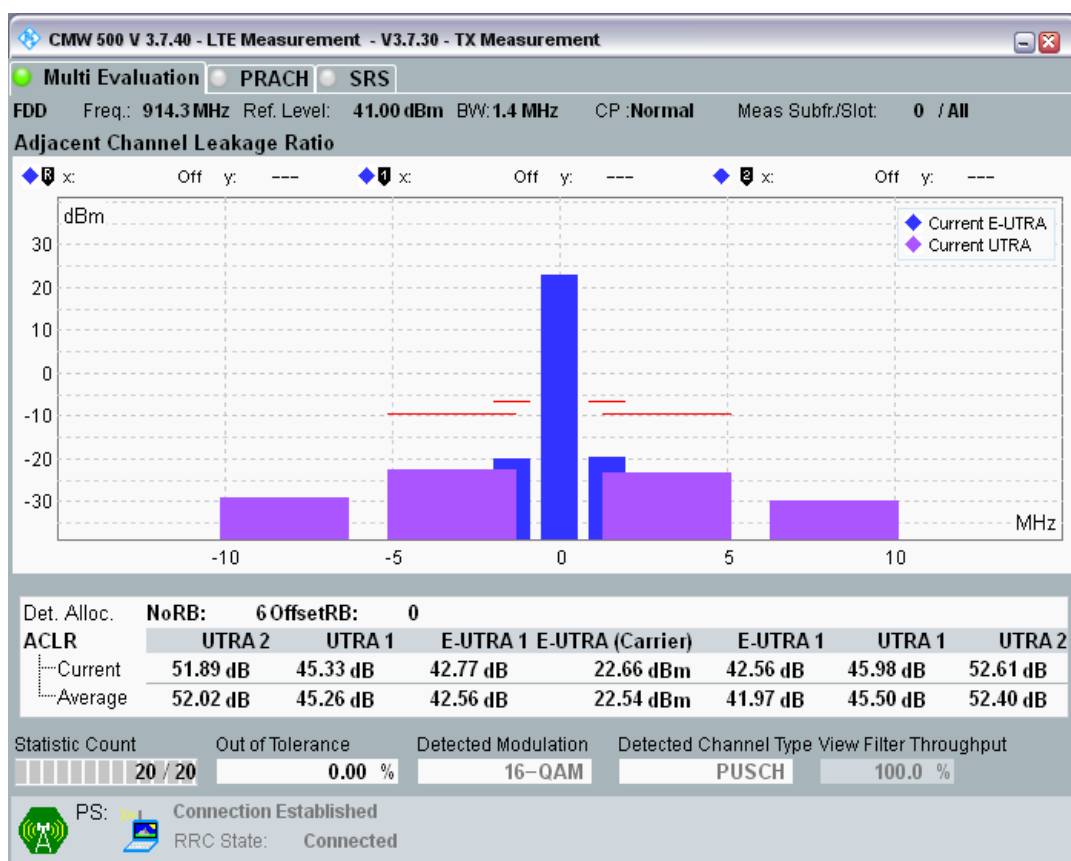 CMW 500 V 3.7.40 - LTE Measurement - V3.7.30 - TX Measurement
Multi Evaluation PRACH SRS
FDD Freq.: 914.3 MHz Ref. Level: 41.00 dBm BW: 1.4 MHz CP :Normal Meas Subfr./Slot: 0 / All
Adjacent Channel Leakage Ratio
R x: Off y: --- 1 x: Off y: --- 2 x: Off y: ---
dBm
Current E-UTRA
Current UTRA
30
20
10
0
-10
-20
-30
MHz
-10 -5 0 5 10
Det. Alloc. NoRB: 6 OffsetRB: 0
ACLR UTRA 2 UTRA 1 E-UTRA 1 E-UTRA (Carrier) E-UTRA 1 UTRA 1 UTRA 2
Current 51.89 dB 45.33 dB 42.77 dB 22.66 dBm 42.56 dB 45.98 dB 52.61 dB
Average 52.02 dB 45.26 dB 42.56 dB 22.54 dBm 41.97 dB 45.50 dB 52.40 dB
Statistic Count Out of Tolerance Detected Modulation Detected Channel Type View Filter Throughput
20 / 20 0.00 % 16-QAM PUSCH 100.0 %
PS: Connection Established
RRC State: Connected